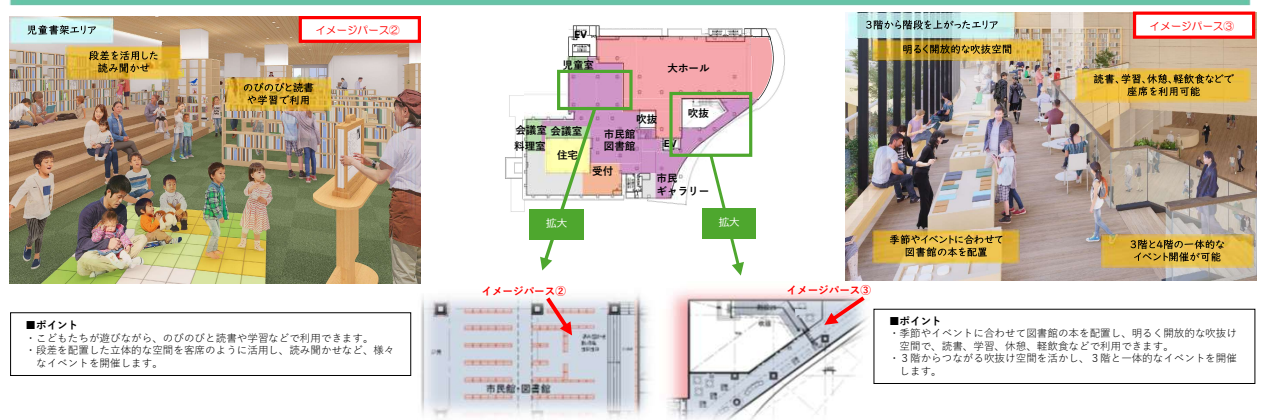 児童書架エリア
イメージパース②
段差を活用した
読み聞かせ
のびのびと読書
や学習で利用
■ポイント
・こどもたちが遊びながら、のびのびと読書や学習などで利用できます。
・段差を配置した立体的な空間を客席のように活用し、読み聞かせなど、様々
なイベントを開催します。
EV
児童室
大ホール
吹抜
吹抜
会議室 会議室
料理室
市民館
図書館
EV
住宅
受付
市民
ギャラリー
拡大
拡大
イメージパース②
イメージパース③
市民館・図書館
吹抜
3階から階段を上がったエリア
イメージパース③
明るく開放的な吹抜空間
読書、学習、休憩、軽飲食などで
座席を利用可能
季節やイベントに合わせて
図書館の本を配置
3階と4階の一体的な
イベント開催が可能
■ポイント
・季節やイベントに合わせて図書館の本を配置し、明るく開放的な吹抜け
空間で、読書、学習、休憩、軽飲食などで利用できます。
・３階からつながる吹抜け空間を活かし、３階と一体的なイベントを開催
します。